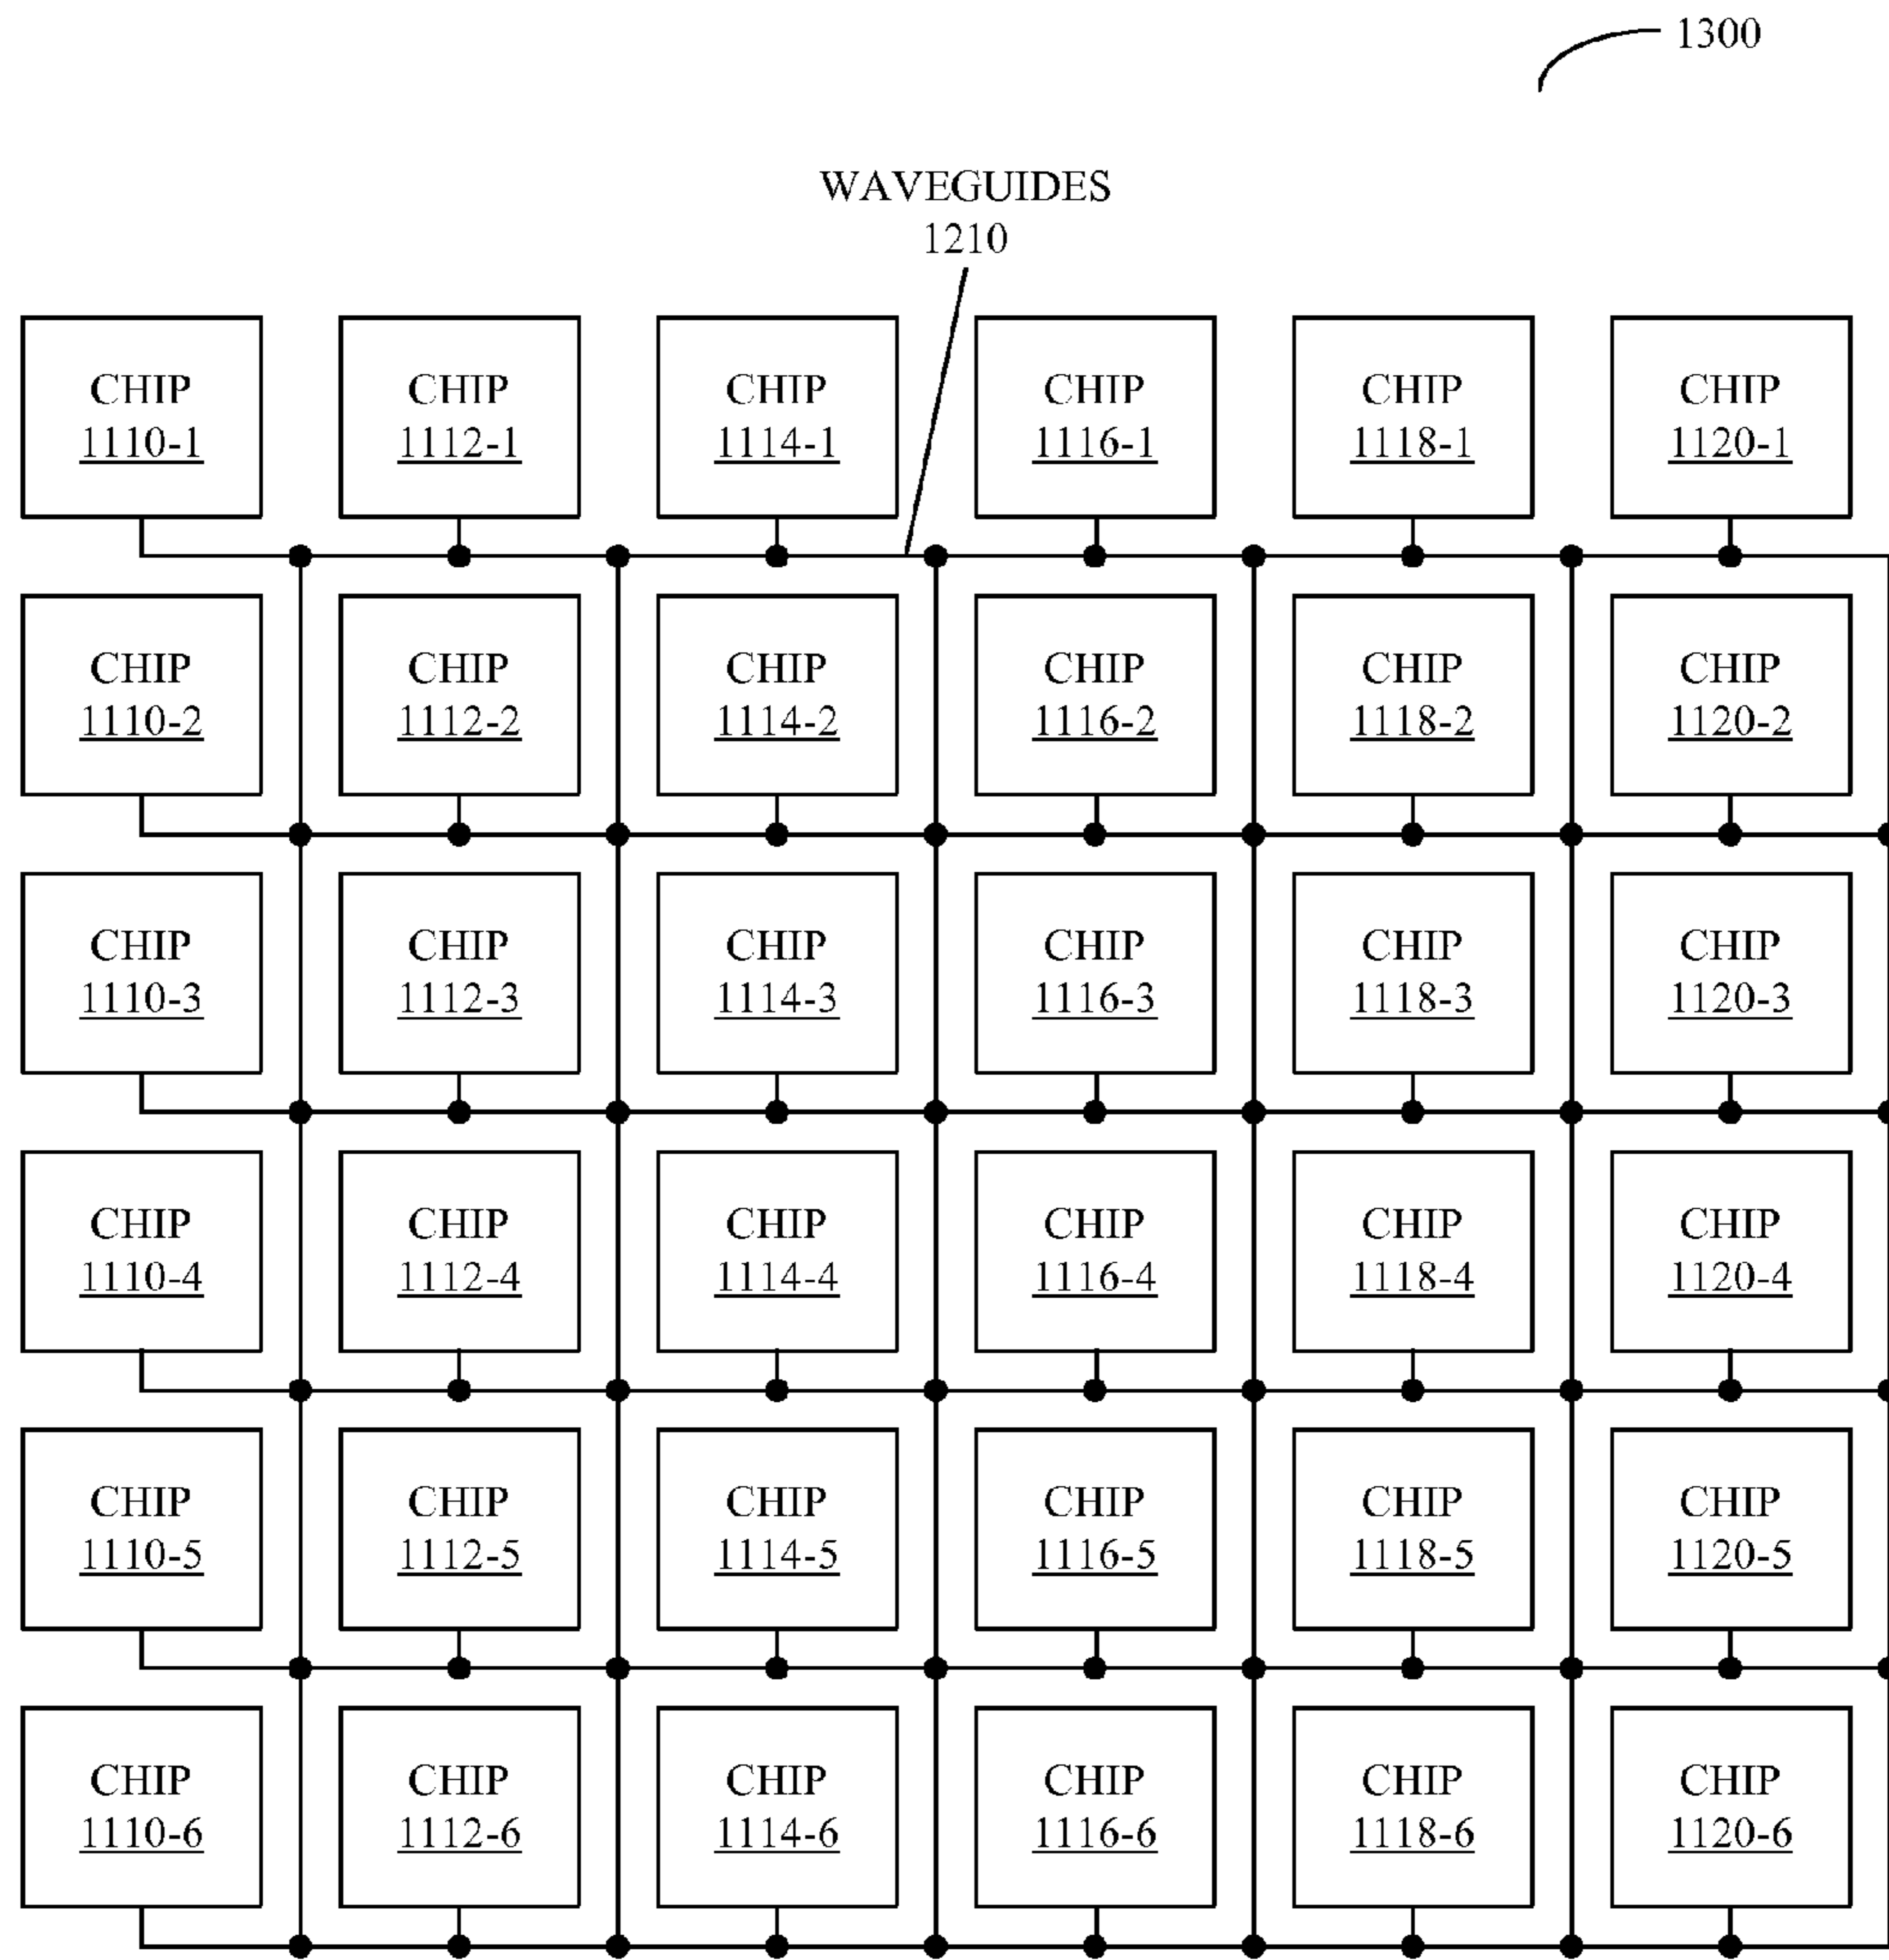 1300
WAVEGUIDES
1210
CHIP CHIP CHIP CHIP CHIP CHIP
1110-1 1112-1 1114-1 1116-1 1118-1 1120-1
CHIP CHIP CHIP CHIP CHIP CHIP
1110-2 1112-2 1114-2 1116-2 1118-2 1120-2
CHIP CHIP CHIP CHIP CHIP CHIP
1110-3 1112-3 1114-3 1116-3 1118-3 1120-3
CHIP CHIP CHIP CHIP CHIP CHIP
1110-4 1112-4 1114-4 1116-4 1118-4 1120-4
CHIP CHIP CHIP CHIP CHIP CHIP
1110-5 1112-5 1114-5 1116-5 1118-5 1120-5
CHIP CHIP CHIP CHIP CHIP CHIP
1110-6 1112-6 1114-6 1116-6 1118-6 1120-6